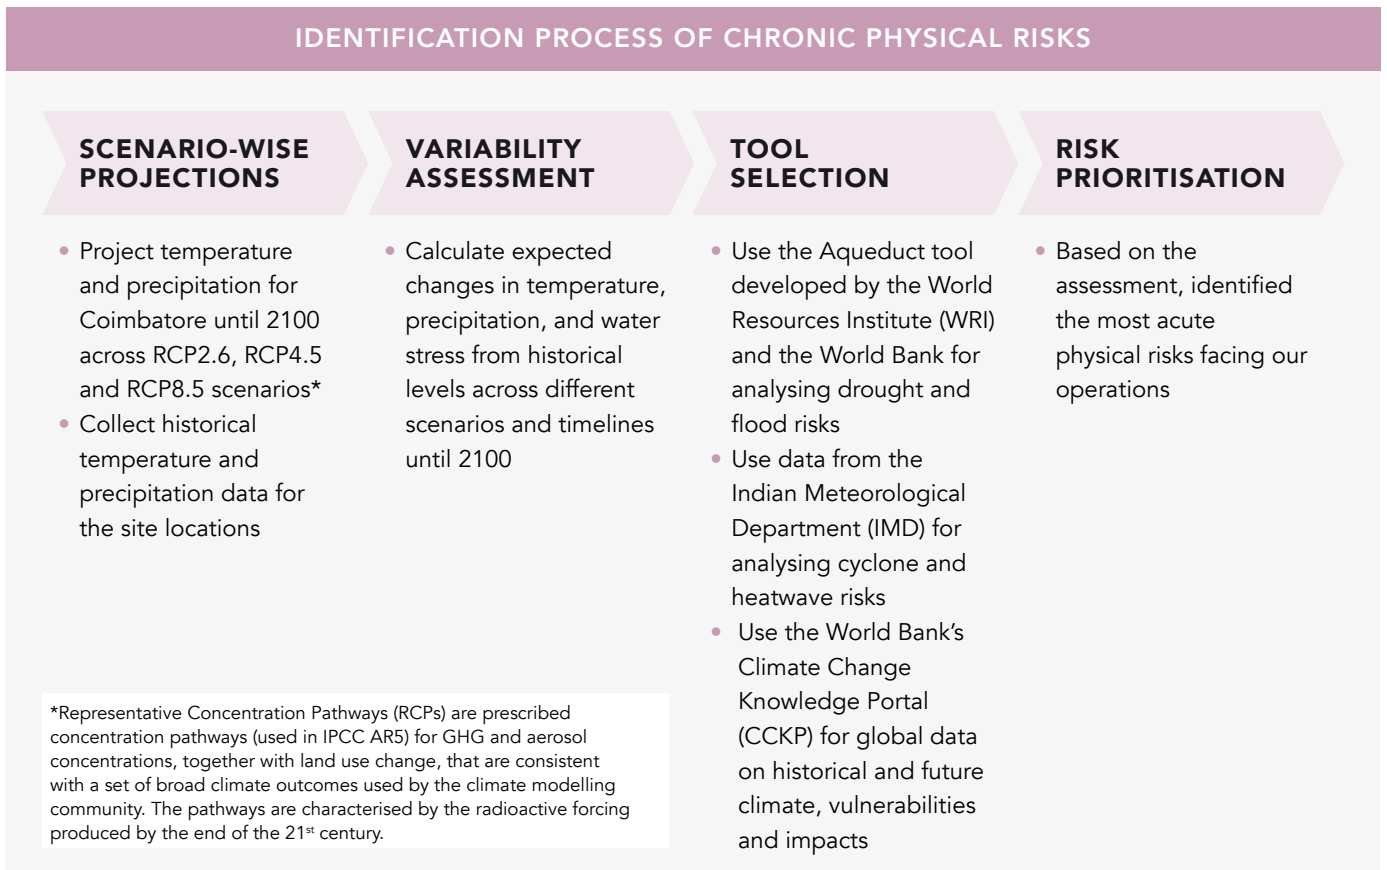 IDENTIFICATION PROCESS OF CHRONIC PHYSICAL RISKS
SCENARIO-WISE
PROJECTIONS
• Project temperature
and precipitation for
Coimbatore until 2100
across RCP2.6, RCP4.5
and RCP8.5 scenarios*
• Collect historical
temperature and
precipitation data for
the site locations
VARIABILITY
ASSESSMENT
• Calculate expected
changes in temperature,
precipitation, and water
stress from historical
levels across different
scenarios and timelines
until 2100
TOOL
SELECTION
• Use the Aqueduct tool
developed by the World
Resources Institute (WRI)
and the World Bank for
analysing drought and
flood risks
• Use data from the
Indian Meteorological
Department (IMD) for
analysing cyclone and
heatwave risks
• Use the World Bank’s
Climate Change
Knowledge Portal
(CCKP) for global data
on historical and future
climate, vulnerabilities
and impacts
RISK
PRIORITISATION
• Based on the
assessment, identified
the most acute
physical risks facing our
operations
*Representative Concentration Pathways (RCPs) are prescribed
concentration pathways (used in IPCC AR5) for GHG and aerosol
concentrations, together with land use change, that are consistent
with a set of broad climate outcomes used by the climate modelling
community. The pathways are characterised by the radioactive forcing
produced by the end of the 21st century.